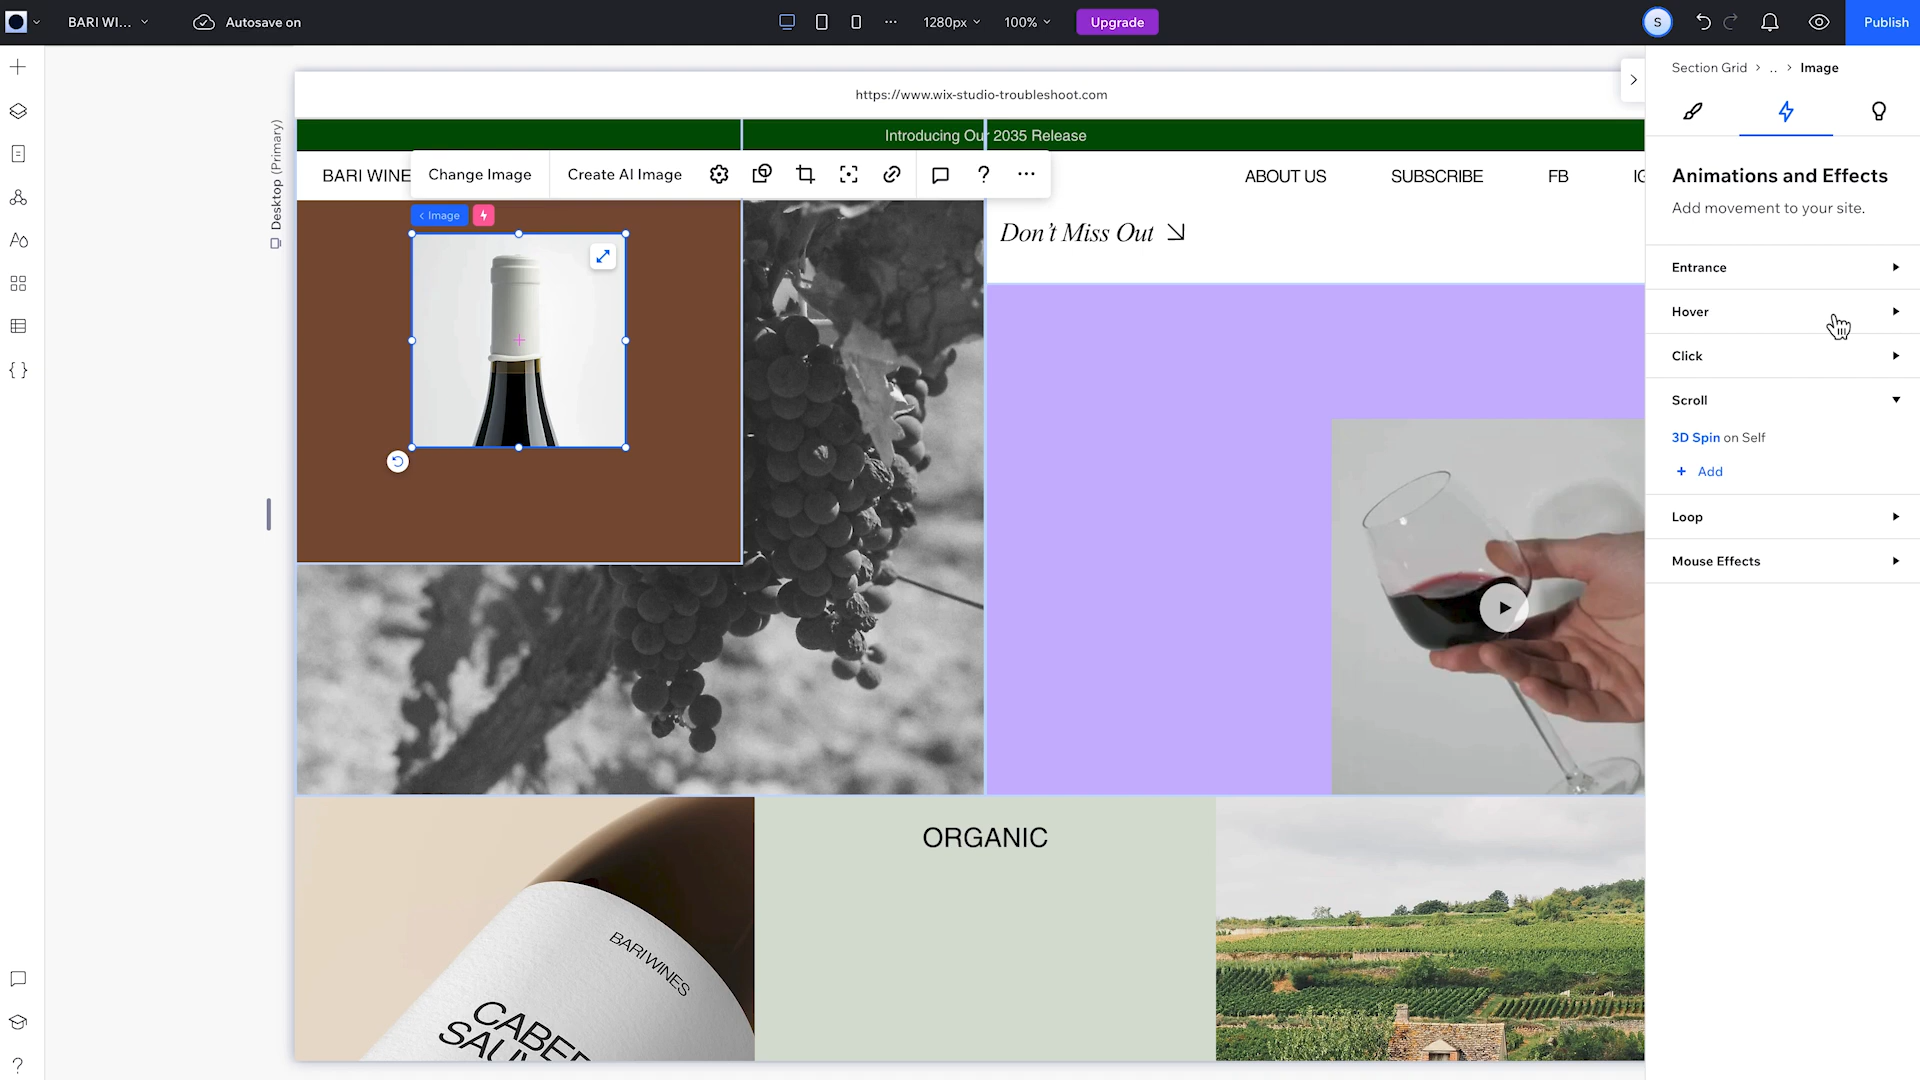 BARI WI...
Autosave on
1280px
100%
Upgrade
S
Publish
Section Grid > .. > Image
https://www.wix-studio-troubleshoot.com
Desktop (Primary)
Introducing Our 2035 Release
BARI WINE
Change Image
Create AI Image
?
ABOUT US
SUBSCRIBE
FB
IG
Animations and Effects
Add movement to your site.
< Image
Don't Miss Out
Entrance
Hover
Click
Scroll
3D Spin on Self
+ Add
Loop
Mouse Effects
ORGANIC
BARI WINES
CABER
SAUV
?